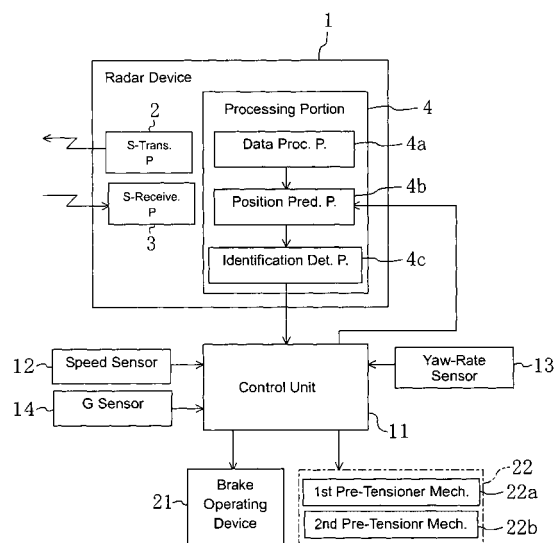 1
Radar Device
Processing Portion
4
2
S-Trans.
P
Data Proc. P.
4a
S-Receive.
P
3
Position Pred. P.
4b
Identification Det. P.
4c
12
Speed Sensor
Control Unit
Yaw-Rate
Sensor
13
14
G Sensor
11
21
Brake
Operating
Device
22
1st Pre-Tensioner Mech.
22a
2nd Pre-Tensionr Mech.
22b